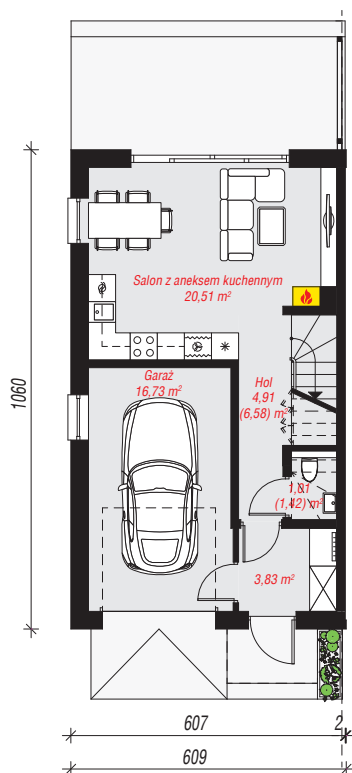 Salon z aneksem kuchennym
20,51 m²
Garaż
16,73 m²
Hol
4,91
(6,58) m²
1,01
(1,42) m²
3,83 m²
1060
607
2
609